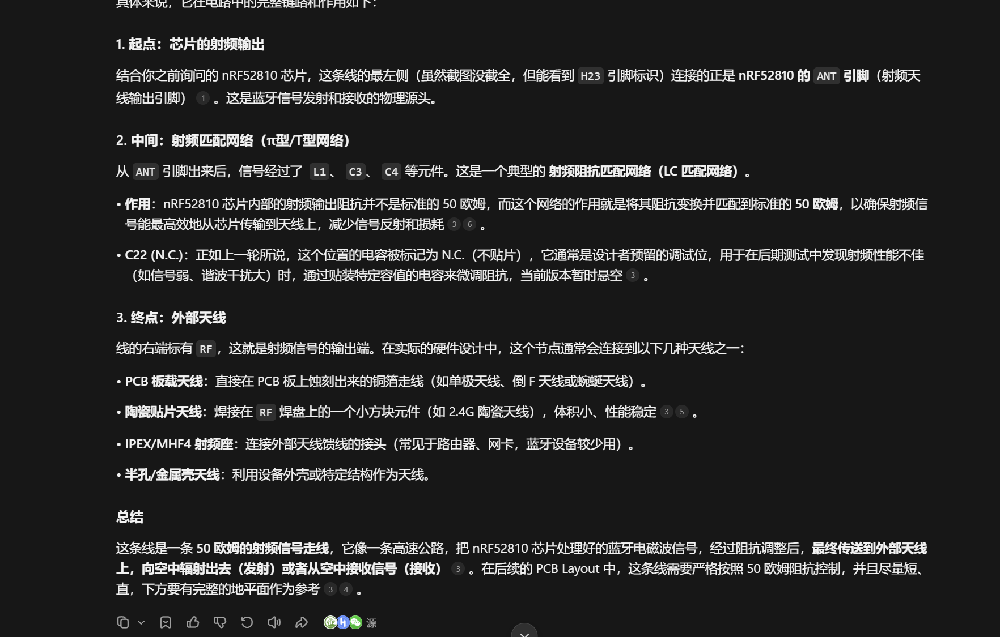 具体来说，它在电路中的完整链路和作用如下：
1. 起点：芯片的射频输出
结合你之前询问的 nRF52810 芯片，这条线的最左侧（虽然截图没截全，但能看到 H23 引脚标识）连接的正是 nRF52810 的 ANT 引脚（射频天
线输出引脚） 1 。这是蓝牙信号发射和接收的物理源头。
2. 中间：射频匹配网络（π型/T型网络）
从 ANT 引脚出来后，信号经过了 L1、 C3、 C4 等元件。这是一个典型的 射频阻抗匹配网络（LC 匹配网络）。
• 作用：nRF52810 芯片内部的射频输出阻抗并不是标准的 50 欧姆，而这个网络的作用就是将其阻抗变换并匹配到标准的 50 欧姆，以确保射频信
号能最高效地从芯片传输到天线上，减少信号反射和损耗 3 6 。
• C22 (N.C.)：正如上一轮所说，这个位置的电容被标记为 N.C.（不贴片），它通常是设计者预留的调试位，用于在后期测试中发现射频性能不佳
（如信号弱、谐波干扰大）时，通过贴装特定容值的电容来微调阻抗，当前版本暂时悬空 3 。
3. 终点：外部天线
线的右端标有 RF，这就是射频信号的输出端。在实际的硬件设计中，这个节点通常会连接到以下几种天线之一：
• PCB 板载天线：直接在 PCB 板上蚀刻出来的铜箔走线（如单极天线、倒 F 天线或蜿蜒天线）。
• 陶瓷贴片天线：焊接在 RF 焊盘上的一个小方块元件（如 2.4G 陶瓷天线），体积小、性能稳定 3 5 。
• IPEX/MHF4 射频座：连接外部天线馈线的接头（常见于路由器、网卡，蓝牙设备较少用）。
• 半孔/金属壳天线：利用设备外壳或特定结构作为天线。
总结
这条线是一条 50 欧姆的射频信号走线，它像一条高速公路，把 nRF52810 芯片处理好的蓝牙电磁波信号，经过阻抗调整后，最终传送到外部天线
上，向空中辐射出去（发射）或者从空中接收信号（接收） 3 。在后续的 PCB Layout 中，这条线需要严格按照 50 欧姆阻抗控制，并且尽量短、
直，下方要有完整的地平面作为参考 3 4 。
源